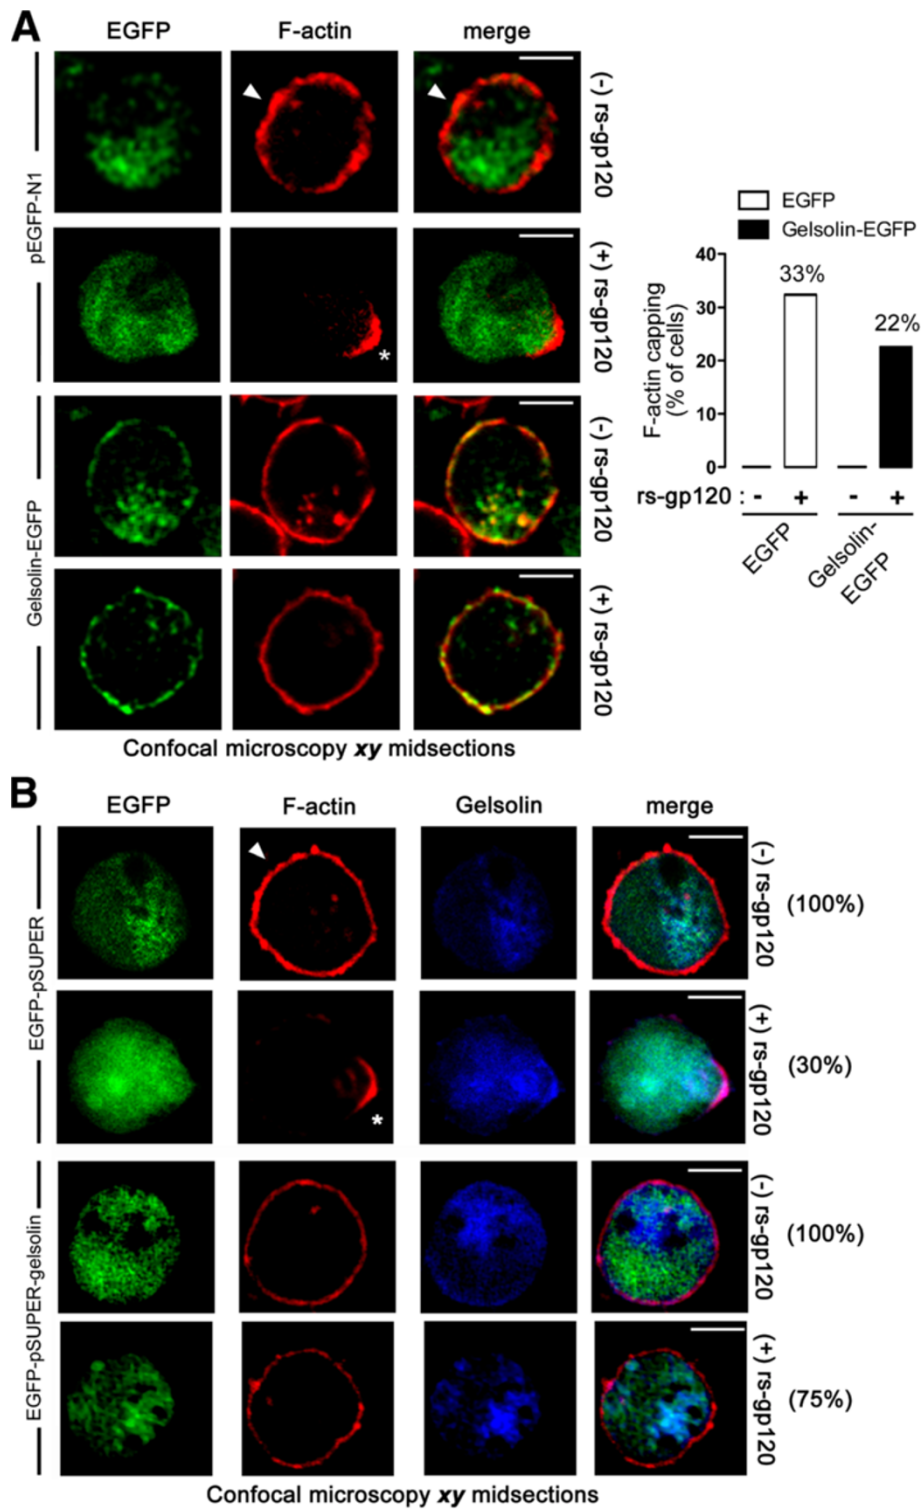 A
EGFP F-actin merge
pEGFP-N1
(-) rs-gp120
(+) rs-gp120
*
Gelsolin-EGFP
(-) rs-gp120
(+) rs-gp120
Confocal microscopy xy midsections
EGFP
Gelsolin-EGFP
F-actin capping
(% of cells)
40
30
20
10
0
33%
22%
rs-gp120 : - + - +
EGFP
Gelsolin-
EGFP
B
EGFP F-actin Gelsolin merge
EGFP-pSUPER
(-) rs-gp120 (100%)
(+) rs-gp120 (30%)
*
EGFP-pSUPER-gelsolin
(-) rs-gp120 (100%)
(+) rs-gp120 (75%)
Confocal microscopy xy midsections